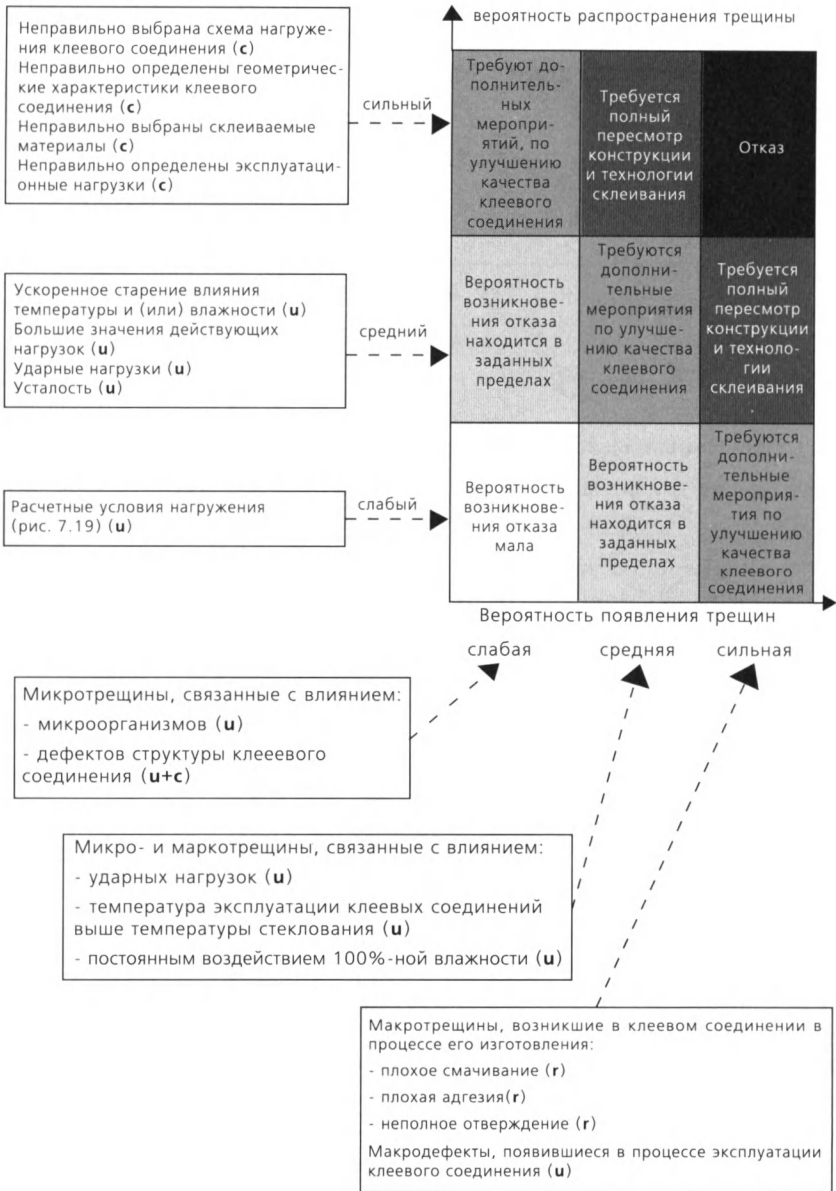 вероятность распространения трещины
Неправильно выбрана схема нагруже-
ния клеевого соединения (с)
Неправильно определены геометричес-
кие характеристики клеевого
соединения (с)
Неправильно выбраны склеиваемые
материалы (с)
Неправильно определены эксплуатаци-
онные нагрузки (с)
сильный
Требуют до-
полнитель-
ных
меропри-
ятий, по
улучшению
качества
клеевого
соединения
Требуется
полный
пересмотр
конструкции
и технологии
склеивания
Отказ
Ускоренное старение влияния
температуры и (или) влажности (u)
Большие значения действующих
нагрузок (u)
Ударные нагрузки (u)
Усталость (u)
средний
Вероятность
возникнове-
ния отказа
находится в
заданных
пределах
Требуются
дополни-
тельные
мероприятия
по улучше-
нию качества
клеевого
соединения
Требуется
полный
пересмотр
конструкции
и техноло-
гии
склеивания
Расчетные условия нагружения
(рис. 7.19) (u)
слабый
Вероятность
возникнове-
ния отказа
мала
Вероятность
возникнове-
ния отказа
находится в
заданных
пределах
Требуются
дополни-
тельные
мероприя-
тия по
улучшению
качества
клеевого
соединения
Вероятность появления трещин
слабая
средняя
сильная
Микротрещины, связанные с влиянием:
- микроорганизмов (u)
- дефектов структуры клееевого
соединения (u+c)
Микро- и маркотрещины, связанные с влиянием:
- ударных нагрузок (u)
- температура эксплуатации клеевых соединений
выше температуры стеклования (u)
- постоянным воздействием 100%-ной влажности (u)
Макротрещины, возникшие в клеевом соединении в
процессе его изготовления:
- плохое смачивание (r)
- плохая адгезия(r)
- неполное отверждение (r)
Макродефекты, появившиеся в процессе эксплуатации
клеевого соединения (u)